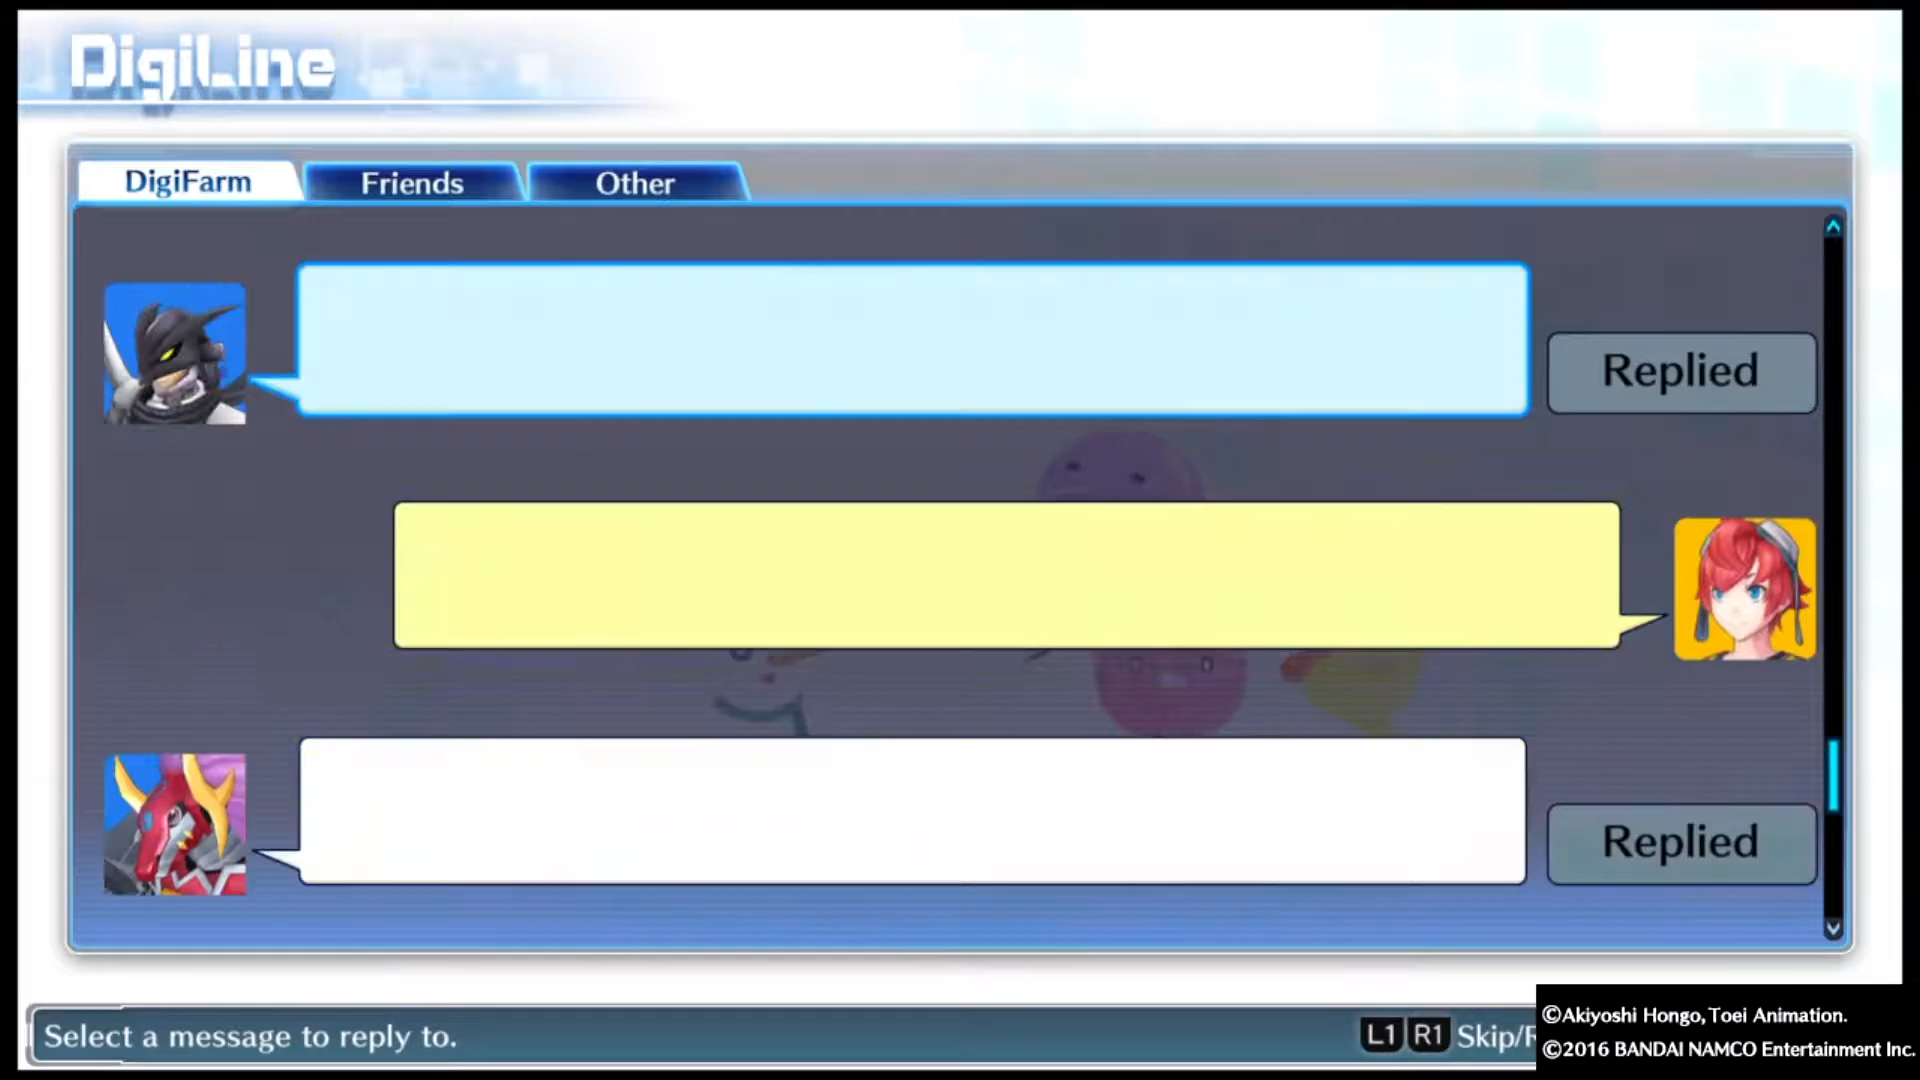 DigiLine
DigiFarm Friends Other
Replied
Replied
Select a message to reply to.
L1 R1 Skip/
©Akiyoshi Hongo, Toei Animation.
©2016 BANDAI NAMCO Entertainment Inc.